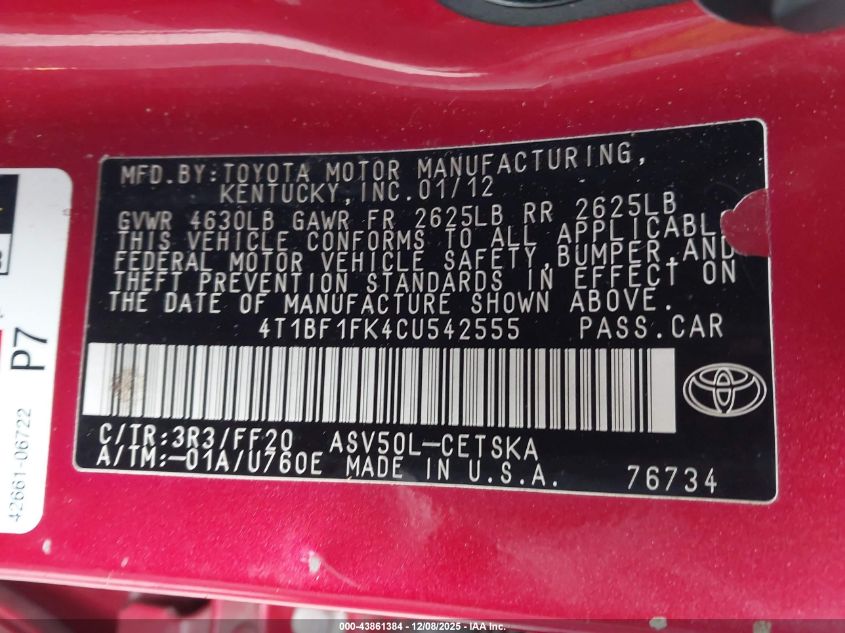 MFD.BY:TOYOTA MOTOR MANUFACTURING,
KENTUCKY,INC.01/12
GVWR 4630LB GAWR FR 2625LB RR 2625LB
THIS VEHICLE CONFORMS TO ALL APPLICABL
FEDERAL MOTOR VEHICLE SAFETY,BUMPER,AND
THEFT PREVENTION STANDARDS IN EFFECT ON
THE DATE OF MANUFACTURE SHOWN ABOVE.
4T1BF1FK4CU542555 PASS.CAR
C/TR:3R3/FF20 ASV50L-CETSKA
A/TM:-01A/U760E MADE IN U.S.A. 76734
P7
42661-06722
000-43861384 | 12/08/2025 - Copyright © IAA, LLC